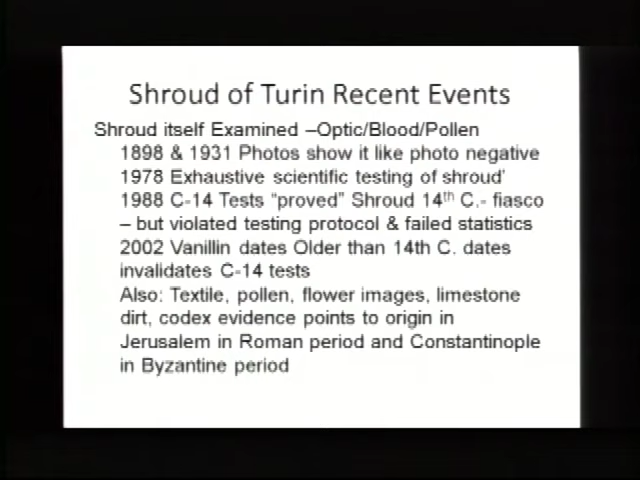 Shroud of Turin Recent Events
Shroud itself Examined –Optic/Blood/Pollen
1898 & 1931 Photos show it like photo negative
1978 Exhaustive scientific testing of shroud'
1988 C-14 Tests “proved” Shroud 14th C.- fiasco
– but violated testing protocol & failed statistics
2002 Vanillin dates Older than 14th C. dates
invalidates C-14 tests
Also: Textile, pollen, flower images, limestone
dirt, codex evidence points to origin in
Jerusalem in Roman period and Constantinople
in Byzantine period